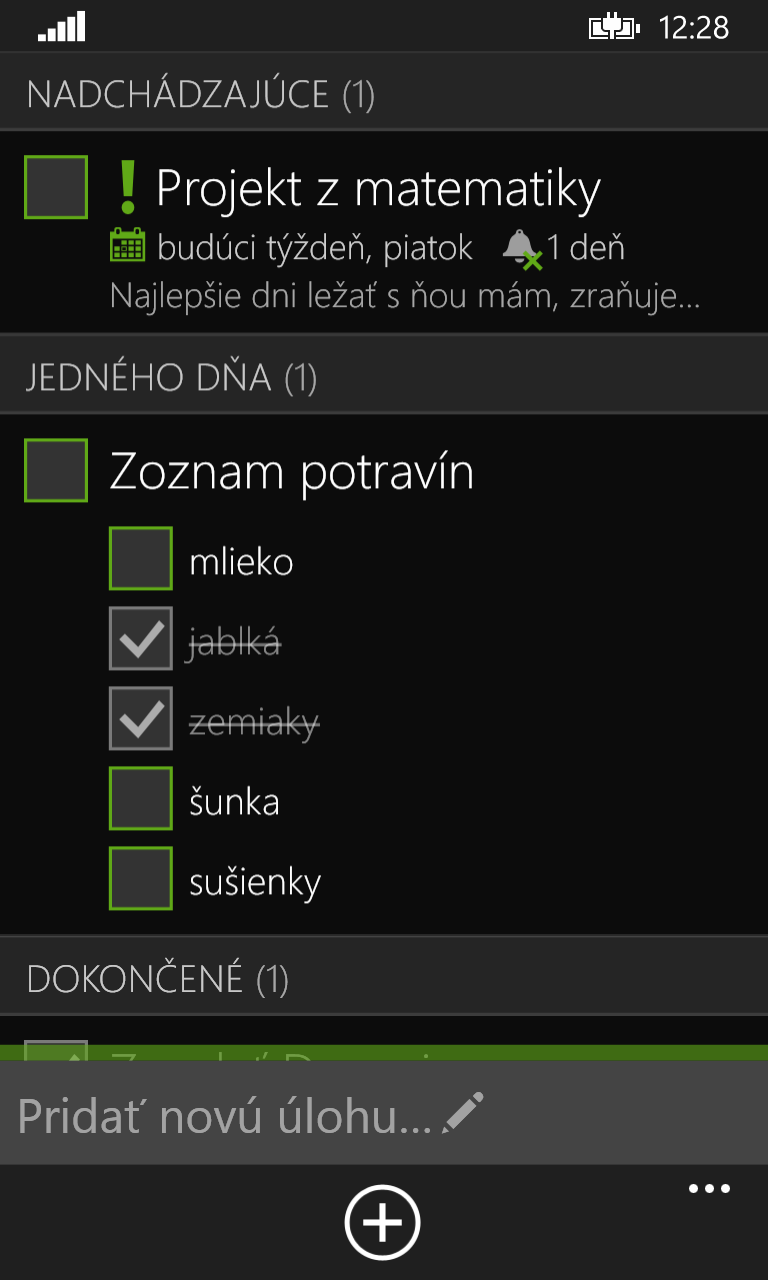 12:28
NADCHÁDZAJÚCE (1)
Projekt z matematiky
budúci týždeň, piatok 1 deň
Najlepšie dni ležať s ňou mám, zraňuje...
JEDNÉHO DŇA (1)
Zoznam potravín
mlieko
jablká
zemiaky
šunka
sušienky
DOKONČENÉ (1)
Pridať novú úlohu...